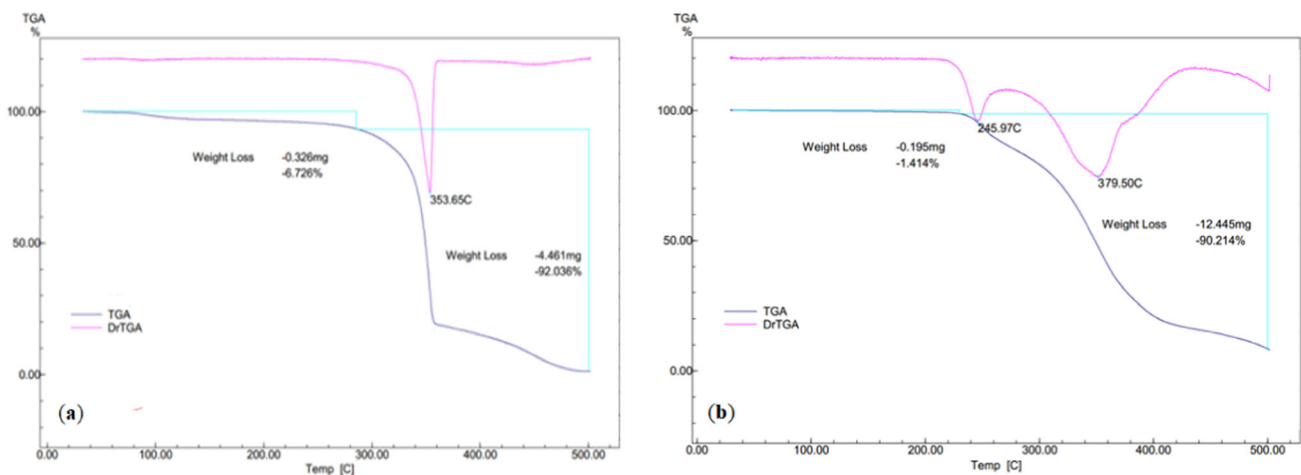 TGA
%
100.00
50.00
0.00
Weight Loss -0.326mg
-6.726%
353.65C
Weight Loss -4.461mg
-92.036%
TGA
DrTGA
(a)
0.00 100.00 200.00 300.00 400.00 500.00
Temp [C]
TGA
%
100.00
50.00
0.00
245.97C
Weight Loss -0.195mg
-1.414%
379.50C
Weight Loss -12.445mg
-90.214%
TGA
DrTGA
(b)
0.00 100.00 200.00 300.00 400.00 500.00
Temp [C]